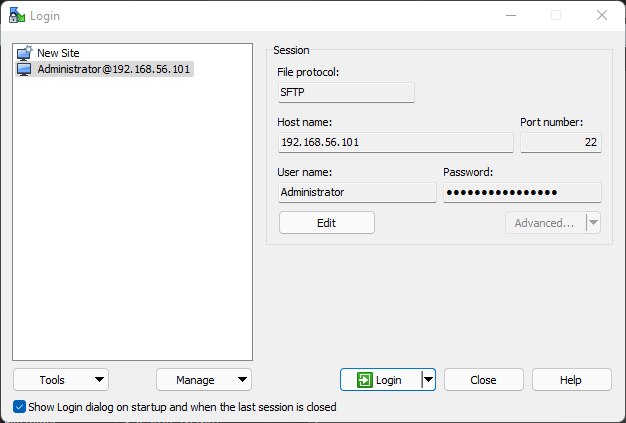 Login
New Site
Administrator@192.168.56.101
Session
File protocol:
SFTP
Host name:
Port number:
192.168.56.101
22
User name:
Password:
Administrator
••••••••••••••••
Edit
Advanced...
Tools
Manage
Login
Close
Help
Show Login dialog on startup and when the last session is closed